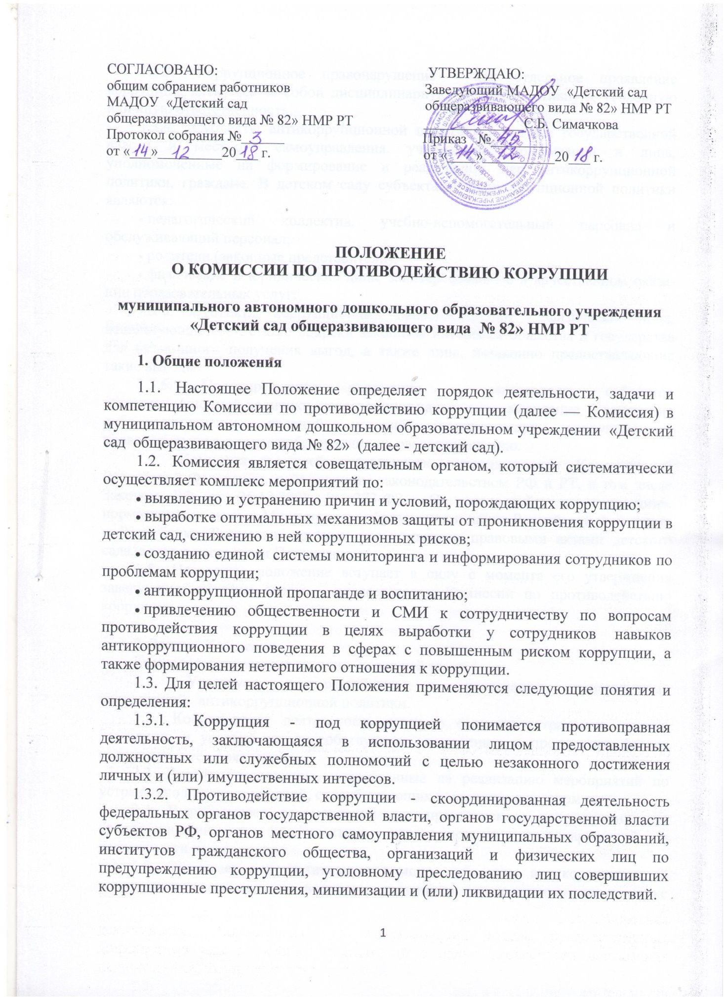 СОГЛАСОВАНО:
общим собранием работников
МАДОУ «Детский сад
общеразвивающего вида № 82» НМР РТ
Протокол собрания № 3
от «14» 12 2018 г.
УТВЕРЖДАЮ:
Заведующий МАДОУ «Детский сад
общеразвивающего вида № 82» НМР РТ
С.Б. Симачкова
Приказ № 45
от «14» 12 2018 г.
1651028343
ПОЛОЖЕНИЕ
О КОМИССИИ ПО ПРОТИВОДЕЙСТВИЮ КОРРУПЦИИ
муниципального автономного дошкольного образовательного учреждения
«Детский сад общеразвивающего вида № 82» НМР РТ
1. Общие положения
1.1. Настоящее Положение определяет порядок деятельности, задачи и
компетенцию Комиссии по противодействию коррупции (далее — Комиссия) в
муниципальном автономном дошкольном образовательном учреждении «Детский
сад общеразвивающего вида № 82» (далее - детский сад).
1.2. Комиссия является совещательным органом, который систематически
осуществляет комплекс мероприятий по:
• выявлению и устранению причин и условий, порождающих коррупцию;
• выработке оптимальных механизмов защиты от проникновения коррупции в
детский сад, снижению в ней коррупционных рисков;
• созданию единой системы мониторинга и информирования сотрудников по
проблемам коррупции;
• антикоррупционной пропаганде и воспитанию;
• привлечению общественности и СМИ к сотрудничеству по вопросам
противодействия коррупции в целях выработки у сотрудников навыков
антикоррупционного поведения в сферах с повышенным риском коррупции, а
также формирования нетерпимого отношения к коррупции.
1.3. Для целей настоящего Положения применяются следующие понятия и
определения:
1.3.1. Коррупция - под коррупцией понимается противоправная
деятельность, заключающаяся в использовании лицом предоставленных
должностных или служебных полномочий с целью незаконного достижения
личных и (или) имущественных интересов.
1.3.2. Противодействие коррупции - скоординированная деятельность
федеральных органов государственной власти, органов государственной власти
субъектов РФ, органов местного самоуправления муниципальных образований,
институтов гражданского общества, организаций и физических лиц по
предупреждению коррупции, уголовному преследованию лиц совершивших
коррупционные преступления, минимизации и (или) ликвидации их последствий.
1